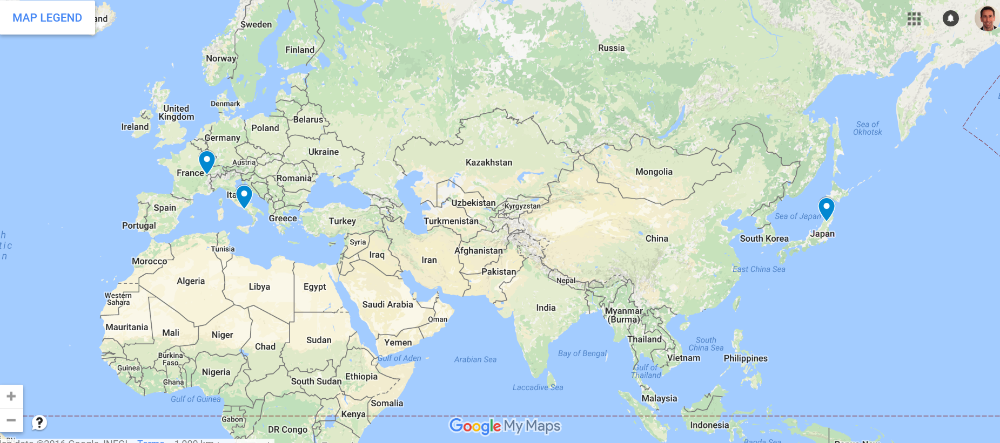 MAP LEGEND
and
Sweden
Finland
Norway
Russia
Denmark
United
Kingdom
Ireland
Belarus
Poland
Germany
Ukraine
Sea of
Okhotsk
Austria
France
Kazakhstan
Mongolia
Romania
Ita
Spain
Portugal
Greece
Turkey
Uzbekistan
Kyrgyzstan
Turkmenistan
Sea of Japan
Japan
South Korea
China
h
tic
n
Tunisia
Syria
Iraq
Iran
Afghanistan
Pakistan
Morocco
Algeria
Libya
Egypt
Nepal
East China Sea
Western
Sahara
Saudi Arabia
India
Myanmar
(Burma)
Oman
Mauritania
Mali
Niger
Chad
Sudan
Yemen
Thailand
South
China Sea
Gulf of Aden
Arabian Sea
Bay of Bengal
Vietnam
Philippines
Burkina
Faso
Guinea
Nigeria
Ghana
Ethiopia
South Sudan
Gulf of
Thailand
Laccadive Sea
Gulf of Guinea
Somalia
Malaysia
Kenya
Gabon
DR Congo
Indonesia
+
−
?
Google My Maps
Map data ©2016 Google, INEGI Terms 1,000 km
Banda Sea
Papua New